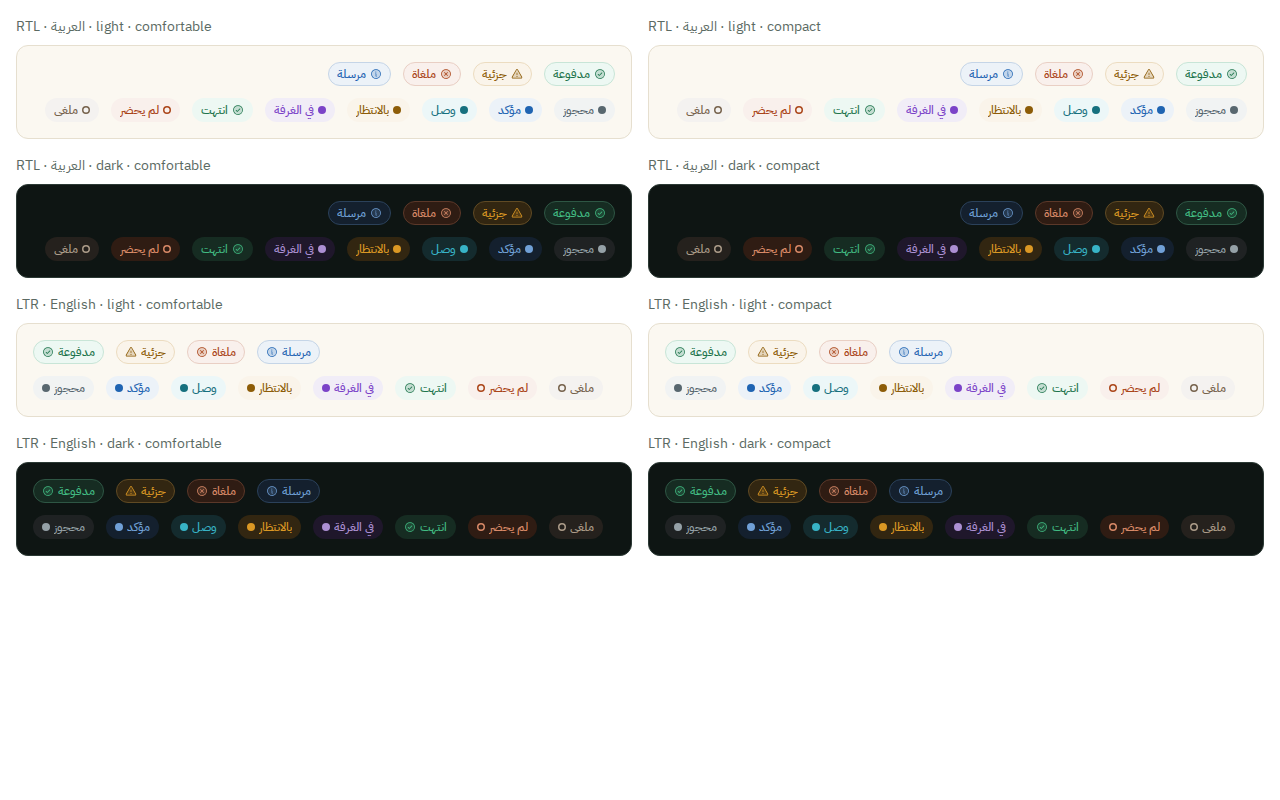 RTL · العربية · light · comfortable
مدفوعة جزئية ملغاة مرسلة
محجوز مؤكد وصل بالانتظار في الغرفة انتهت لم يحضر ملغى
RTL · العربية · light · compact
مدفوعة جزئية ملغاة مرسلة
محجوز مؤكد وصل بالانتظار في الغرفة انتهت لم يحضر ملغى
RTL · العربية · dark · comfortable
مدفوعة جزئية ملغاة مرسلة
محجوز مؤكد وصل بالانتظار في الغرفة انتهت لم يحضر ملغى
RTL · العربية · dark · compact
مدفوعة جزئية ملغاة مرسلة
محجوز مؤكد وصل بالانتظار في الغرفة انتهت لم يحضر ملغى
LTR · English · light · comfortable
مدفوعة جزئية ملغاة مرسلة
محجوز مؤكد وصل بالانتظار في الغرفة انتهت لم يحضر ملغى
LTR · English · light · compact
مدفوعة جزئية ملغاة مرسلة
محجوز مؤكد وصل بالانتظار في الغرفة انتهت لم يحضر ملغى
LTR · English · dark · comfortable
مدفوعة جزئية ملغاة مرسلة
محجوز مؤكد وصل بالانتظار في الغرفة انتهت لم يحضر ملغى
LTR · English · dark · compact
مدفوعة جزئية ملغاة مرسلة
محجوز مؤكد وصل بالانتظار في الغرفة انتهت لم يحضر ملغى